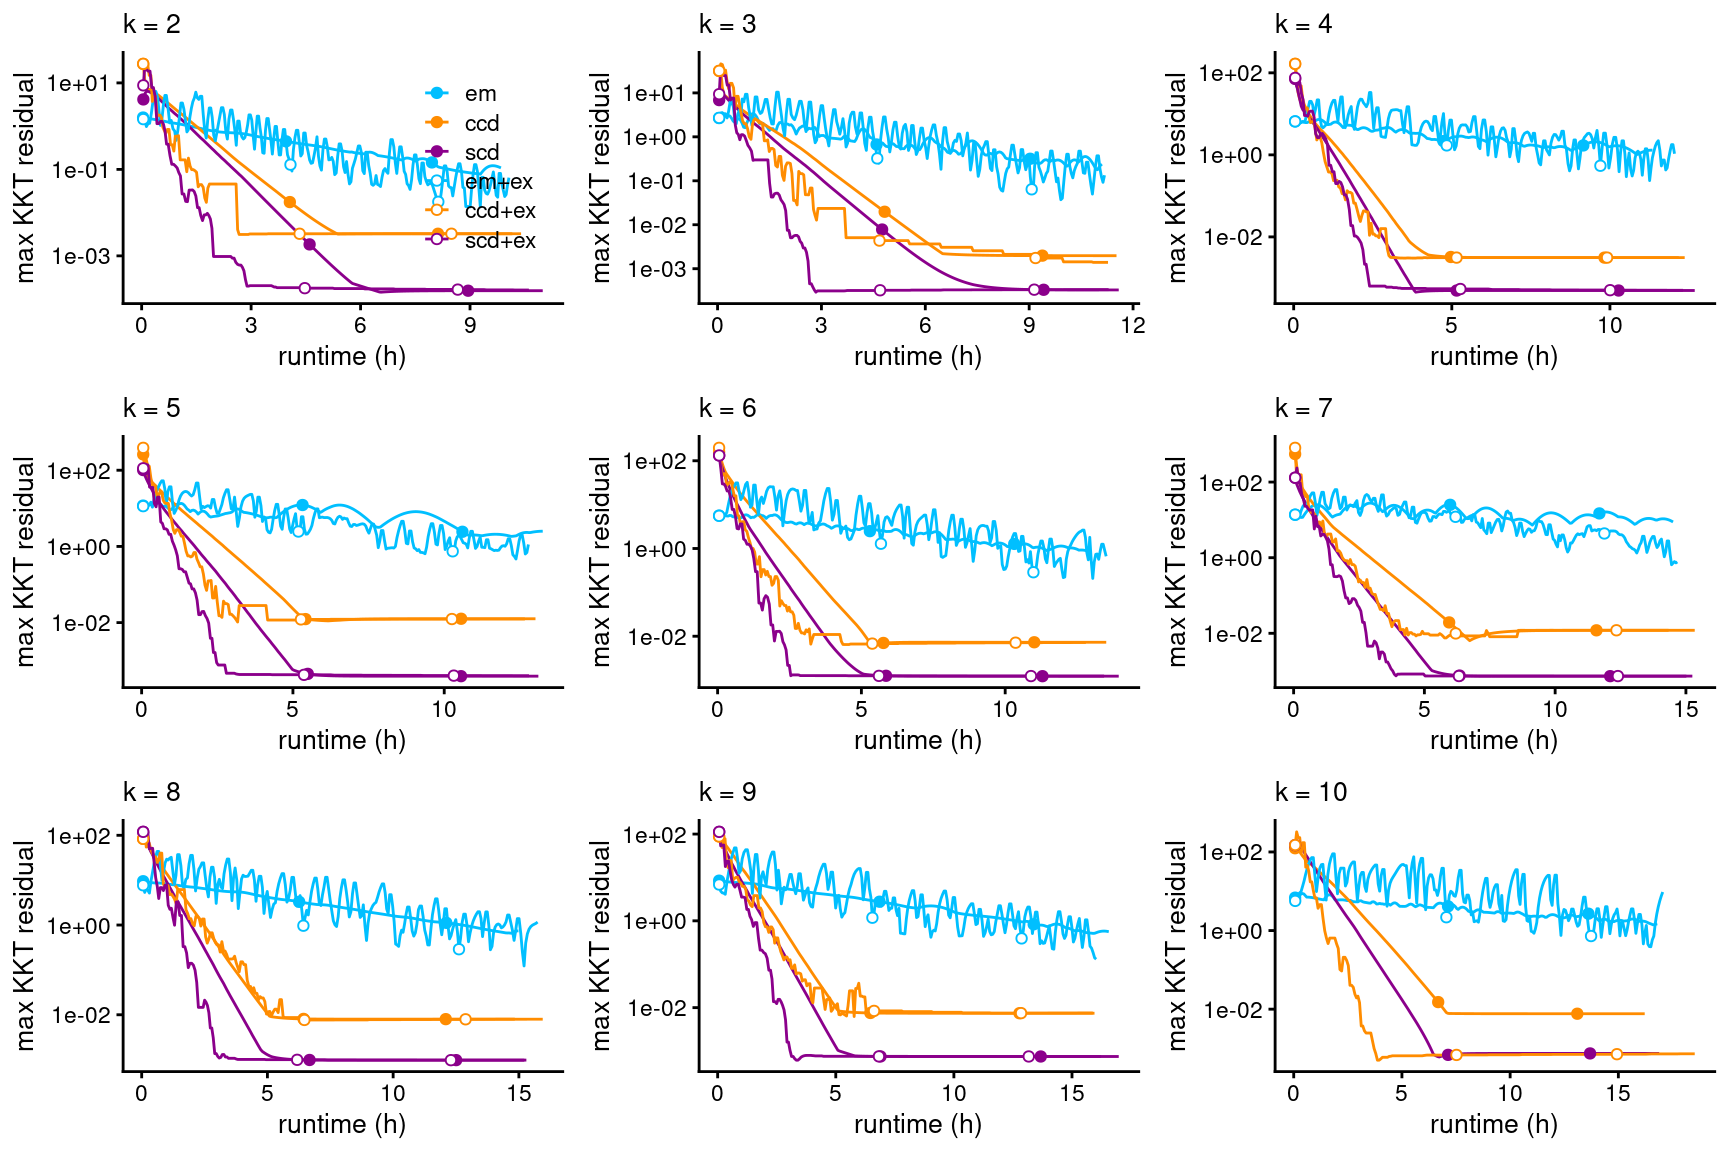 k = 2
max KKT residual
1e+01
1e-01
1e-03
em
ccd
scd
em+ex
ccd+ex
scd+ex
0 3 6 9
runtime (h)
k = 3
max KKT residual
1e+01
1e+00
1e-01
1e-02
1e-03
0 3 6 9 12
runtime (h)
k = 4
max KKT residual
1e+02
1e+00
1e-02
0 5 10
runtime (h)
k = 5
max KKT residual
1e+02
1e+00
1e-02
0 5 10
runtime (h)
k = 6
max KKT residual
1e+02
1e+00
1e-02
0 5 10
runtime (h)
k = 7
max KKT residual
1e+02
1e+00
1e-02
0 5 10 15
runtime (h)
k = 8
max KKT residual
1e+02
1e+00
1e-02
0 5 10 15
runtime (h)
k = 9
max KKT residual
1e+02
1e+00
1e-02
0 5 10 15
runtime (h)
k = 10
max KKT residual
1e+02
1e+00
1e-02
0 5 10 15
runtime (h)